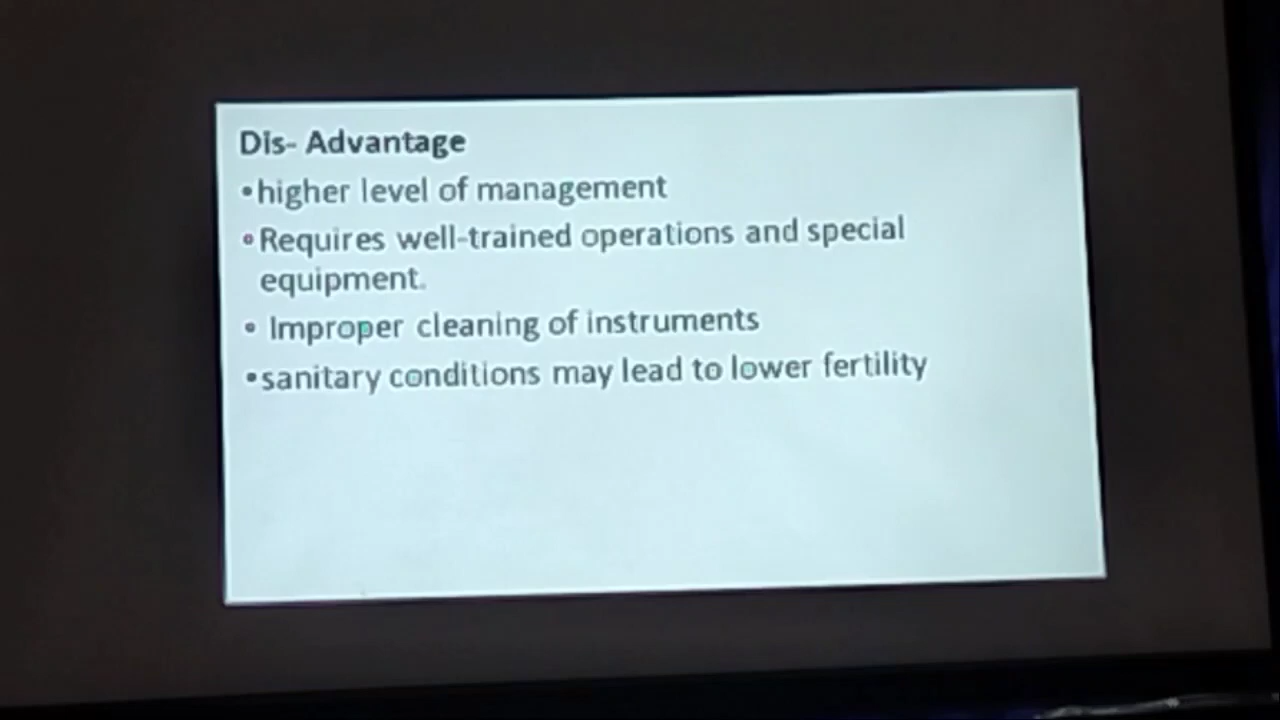 Dis- Advantage
•higher level of management
•Requires well-trained operations and special
equipment.
• Improper cleaning of instruments
•sanitary conditions may lead to lower fertility